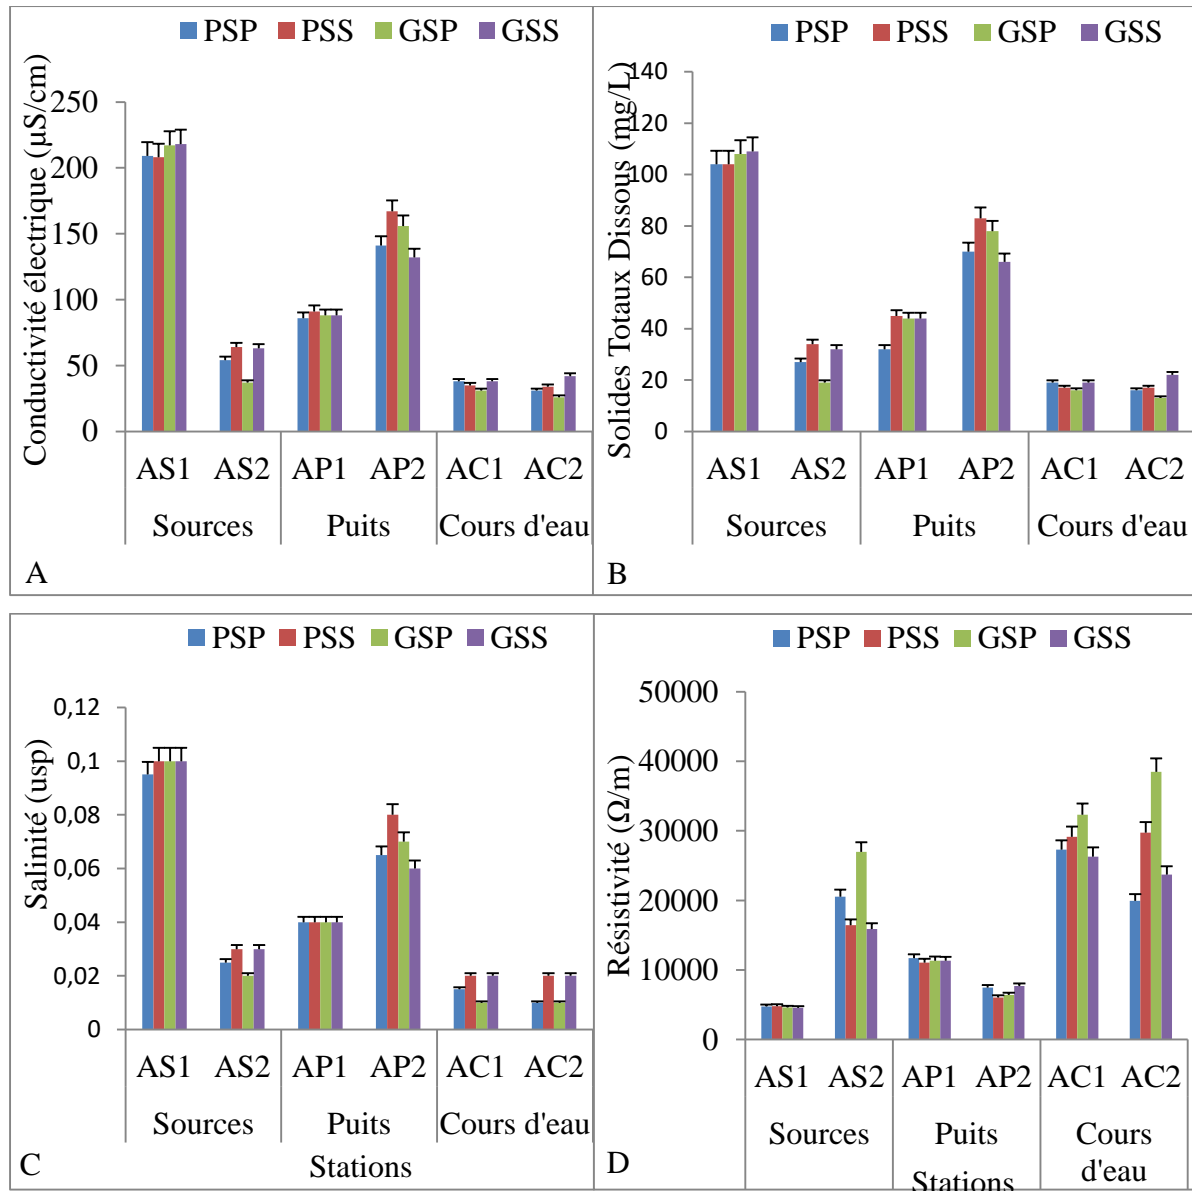 PSP PSS GSP GSS
Conductivité électrique (µS/cm)
250
200
150
100
50
0
AS1 AS2 AP1 AP2 AC1 AC2
Sources Puits Cours d'eau
A
PSP PSS GSP GSS
Solides Totaux Dissous (mg/L)
140
120
100
80
60
40
20
0
AS1 AS2 AP1 AP2 AC1 AC2
Sources Puits Cours d'eau
B
PSP PSS GSP GSS
Salinité (usp)
0,12
0,1
0,08
0,06
0,04
0,02
0
AS1 AS2 AP1 AP2 AC1 AC2
Sources Puits Cours d'eau
Stations
C
PSP PSS GSP GSS
Résistivité (Ω/m)
50000
40000
30000
20000
10000
0
AS1 AS2 AP1 AP2 AC1 AC2
Sources Puits Cours
d'eau
Stations
D